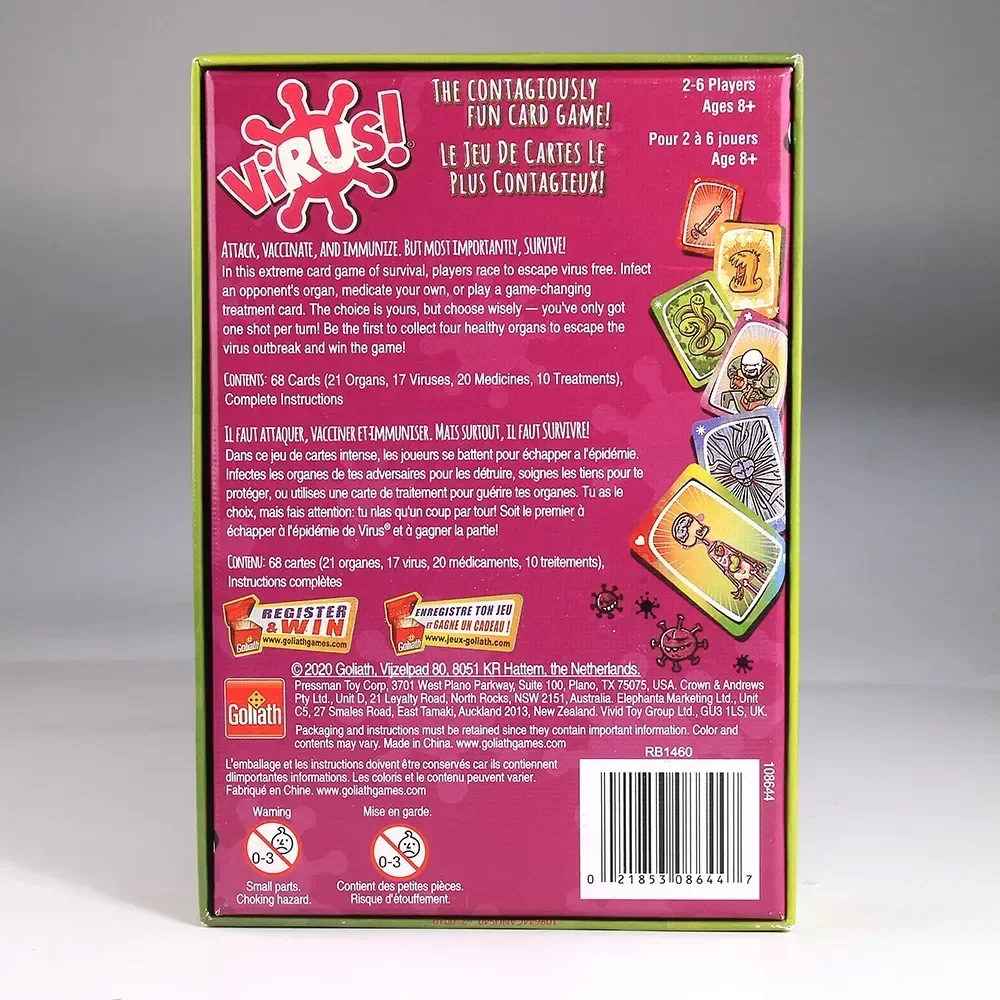 ViRUS!
THE CONTAGIOUSLY
FUN CARD GAME!
LE JEU DE CARTES LE
PLUS CONTAGIEUX!
2-6 Players
Ages 8+
Pour 2 à 6 jouers
Age 8+
ATTACK, VACCINATE, AND IMMUNIZE. BUT MOST IMPORTANTLY, SURVIVE!
In this extreme card game of survival, players race to escape virus free. Infect
an opponent's organ, medicate your own, or play a game-changing
treatment card. The choice is yours, but choose wisely — you've only got
one shot per turn! Be the first to collect four healthy organs to escape the
virus outbreak and win the game!
CONTENTS: 68 Cards (21 Organs, 17 Viruses, 20 Medicines, 10 Treatments),
Complete Instructions
IL FAUT ATTAQUER, VACCINER ET IMMUNISER. MAIS SURTOUT, IL FAUT SURVIVRE!
Dans ce jeu de cartes intense, les joueurs se battent pour échapper a l'épidémie.
Infectes les organes de tes adversaires pour les détruire, soignes les tiens pour te
protéger, ou utilises une carte de traitement pour guérire tes organes. Tu as le
choix, mais fais attention: tu nlas qu'un coup par tour! Soit le premier à
échapper à l'épidémie de Virus® et à gagner la partie!
CONTENU: 68 cartes (21 organes, 17 virus, 20 médicaments, 10 treitements),
Instructions complètes
REGISTER
& WIN
www.goliathgames.com
Goliath
ENREGISTRE TON JEU
ET GAGNE UN CADEAU!
www.jeux-goliath.com
Goliath
© 2020 Goliath, Vijzelpad 80, 8051 KR Hattem, the Netherlands.
Pressman Toy Corp, 3701 West Plano Parkway, Suite 100, Plano, TX 75075, USA. Crown & Andrews
Pty Ltd., Unit D, 21 Leyalty Road, North Rocks, NSW 2151, Australia. Elephanta Marketing Ltd., Unit
C5, 27 Smales Road, East Tamaki, Auckland 2013, New Zealand. Vivid Toy Group Ltd., GU3 1LS, UK.
Goliath
Packaging and instructions must be retained since they contain important information. Color and
contents may vary. Made in China. www.goliathgames.com
RB1460
L'emballage et les instructions doivent être conservés car ils contiennent
dlimportantes informations. Les coloris et le contenu peuvent varier.
Fabriqué en Chine. www.goliathgames.com
108644
Warning
0-3
Small parts.
Choking hazard.
Mise en garde.
0-3
Contient des petites pièces.
Risque d'étouffement.
0 21853 08644 7